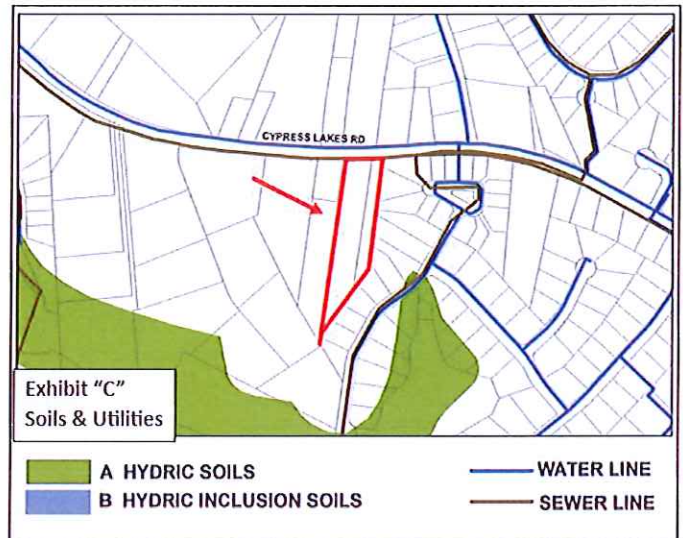 CYPRESS LAKES RD
Exhibit "C"
Soils & Utilities
A HYDRIC SOILS
B HYDRIC INCLUSION SOILS
WATER LINE
SEWER LINE